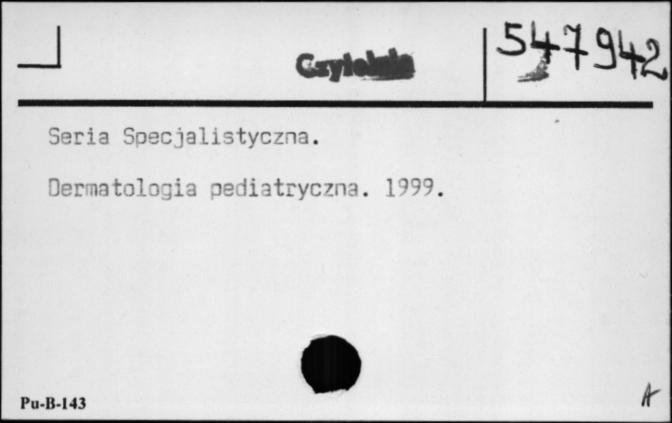 Czytelnia
547942
Seria Specjalistyczna.
Dermatologia pediatryczna. 1999.
Pu-B-143
A